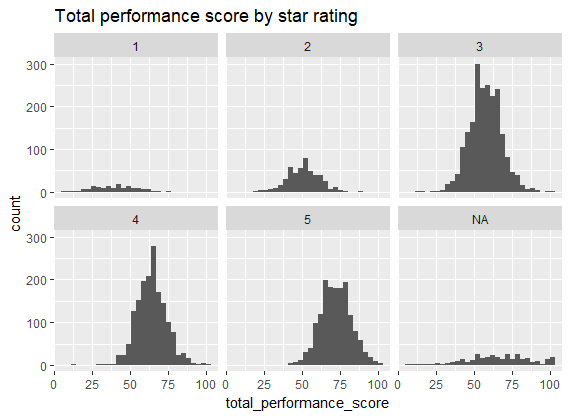 Total performance score by star rating
1 2 3
300
200
100
0
4 5 NA
300
200
100
0
count
0 25 50 75 100 0 25 50 75 100 0 25 50 75 100
total_performance_score